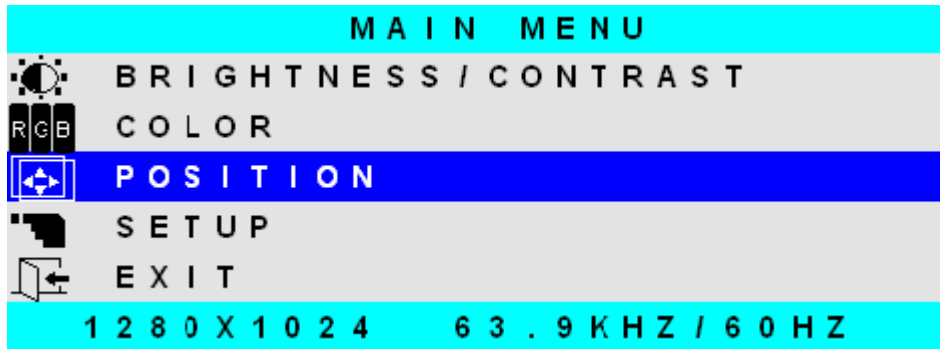 MAIN MENU
BRIGHTNESS/CONTRAST
RGB COLOR
POSITION
SETUP
EXIT
1280X1024 63.9KHZ/60HZ